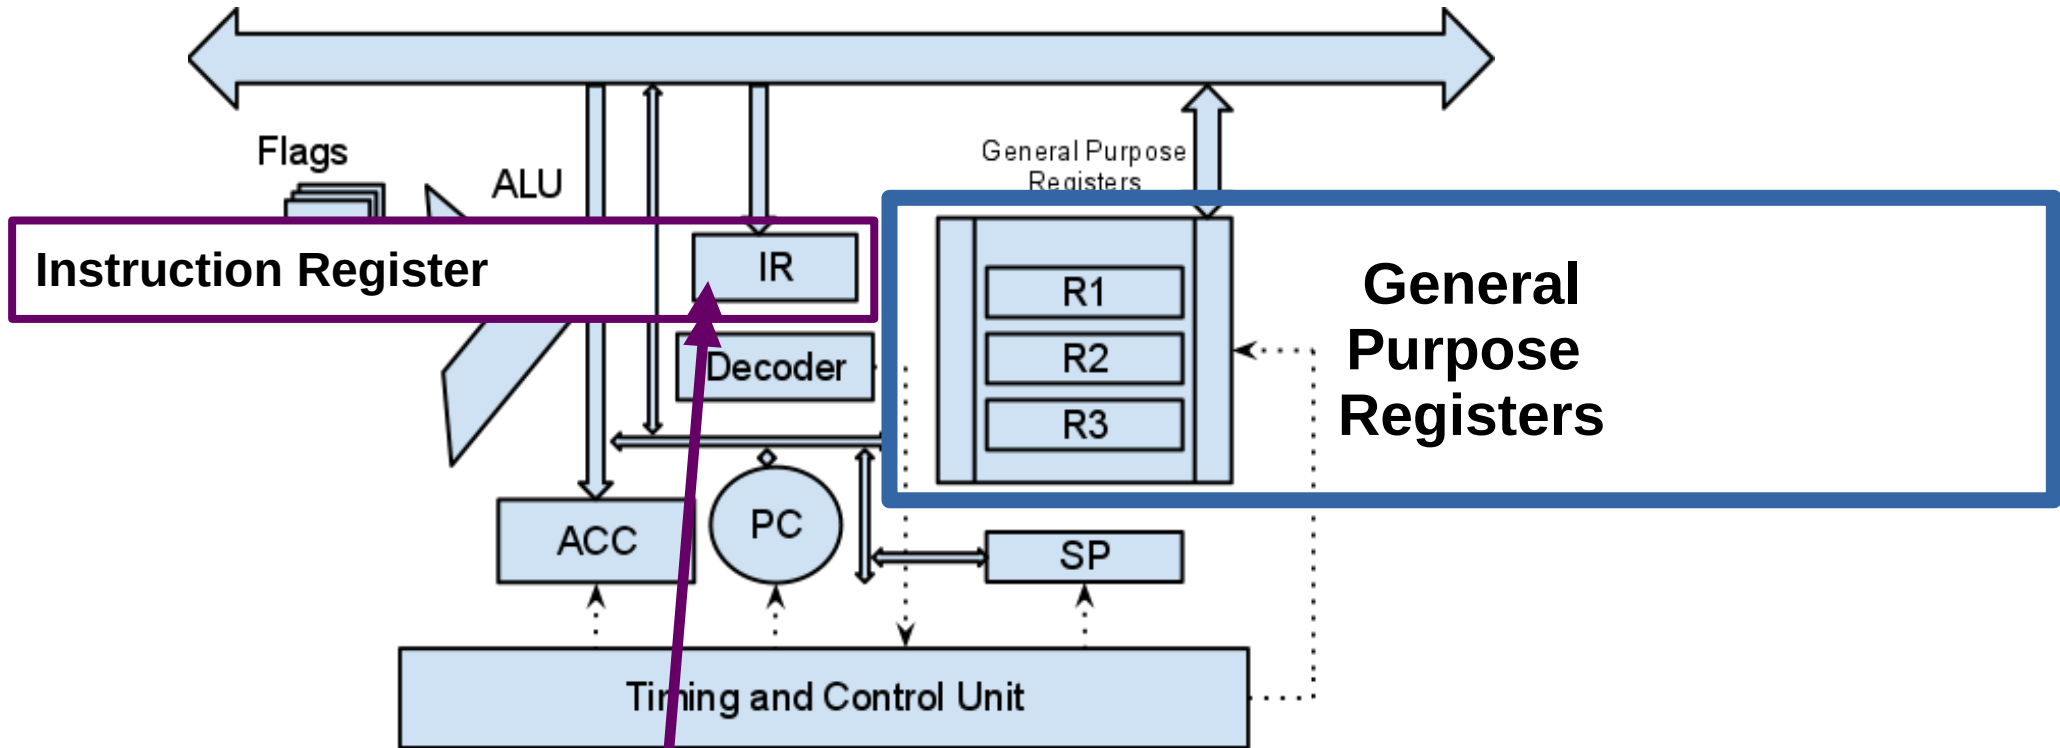 Flags
ALU
General Purpose
Registers
Instruction Register
IR
General
Purpose
Registers
R1
R2
R3
Decoder
ACC
PC
SP
Timing and Control Unit